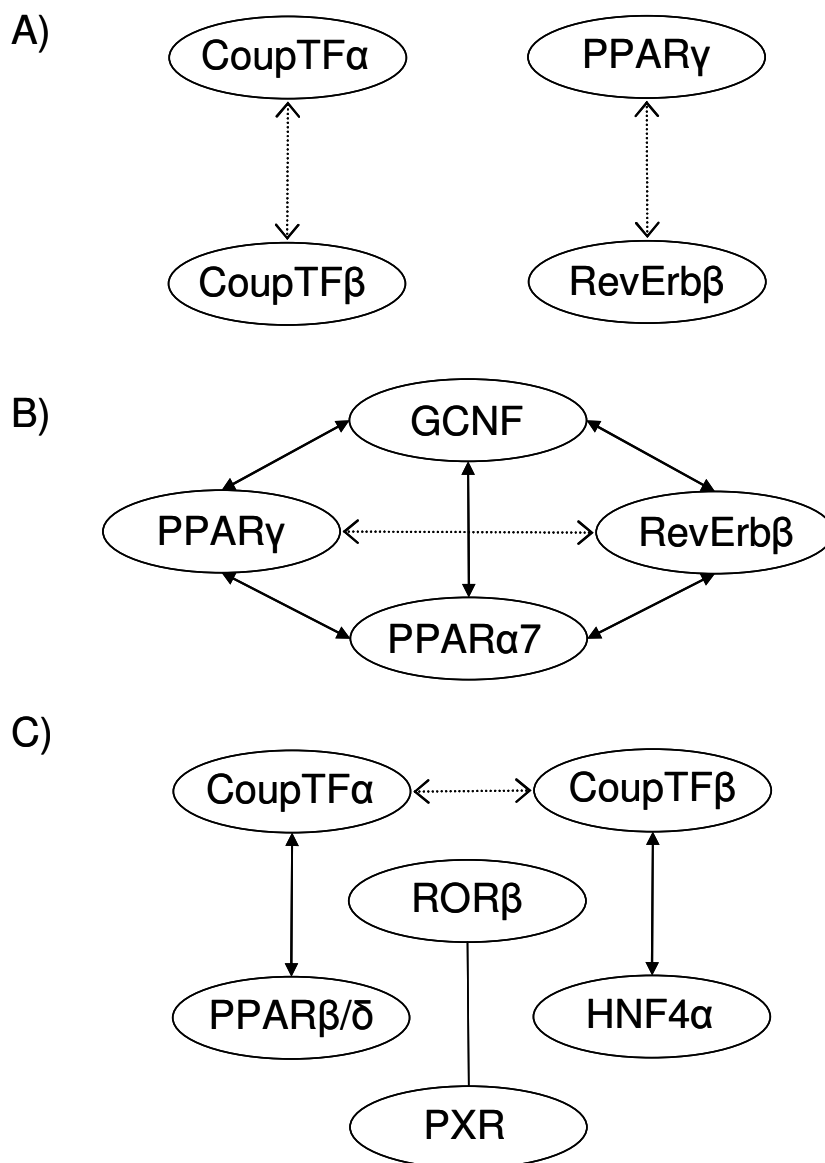 A)
CoupTFα
PPARγ
CoupTFβ
RevErbβ
B)
GCNF
PPARγ
RevErbβ
PPARα7
C)
CoupTFα
CoupTFβ
RORβ
PPARβ/δ
HNF4α
PXR